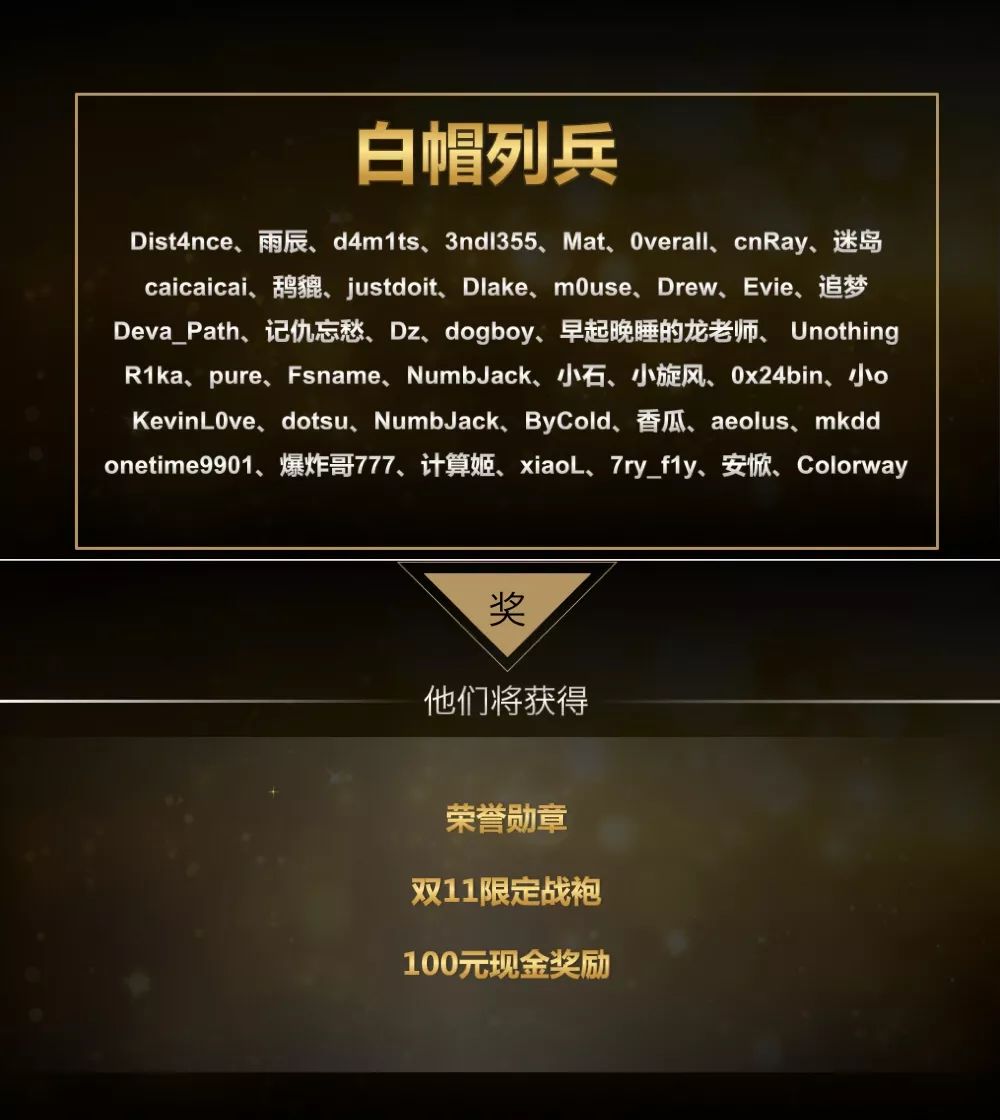 白帽列兵
Dist4nce、雨辰、d4m1ts、3ndl355、Mat、0verall、cnRay、迷岛
caicaicai、鸹貔、justdoit、Dlake、m0use、Drew、Evie、追梦
Deva_Path、记仇忘愁、Dz、dogboy、早起晚睡的龙老师、 Unothing
R1ka、pure、Fsname、NumbJack、小石、小旋风、0x24bin、小o
KevinL0ve、dotsu、NumbJack、ByCold、香瓜、aeolus、mkdd
onetime9901、爆炸哥777、计算姬、xiaoL、7ry_f1y、安惞、Colorway
奖
他们将获得
荣誉勋章
双11限定战袍
100元现金奖励